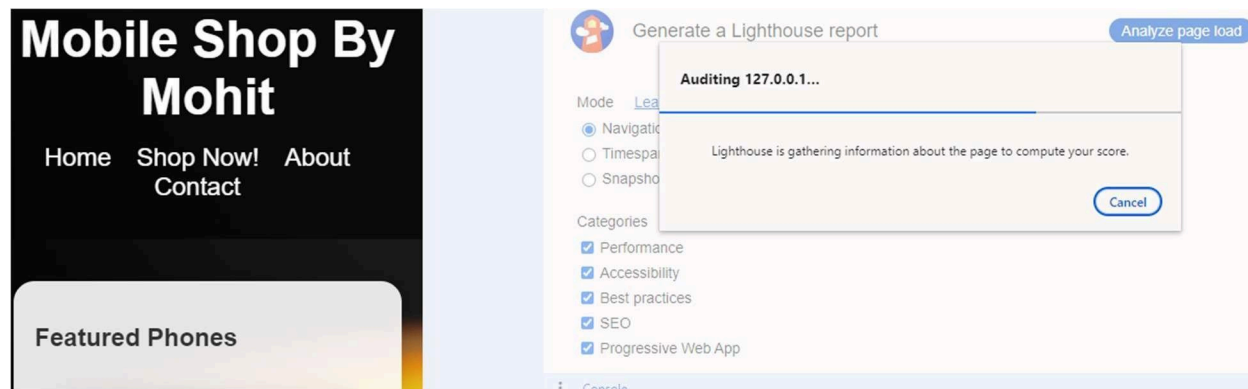 Mobile Shop By
Mohit
Home Shop Now! About
Contact
Featured Phones
Generate a Lighthouse report
Analyze page load
Auditing 127.0.0.1...
Lighthouse is gathering information about the page to compute your score.
Cancel
Mode
Categories
Performance
Accessibility
Best practices
SEO
Progressive Web App
Console